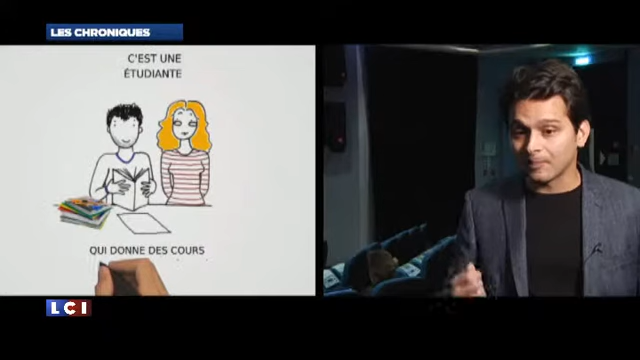 LES CHRONIQUES
C'EST UNE
ÉTUDIANTE
QUI DONNE DES COURS
LCI